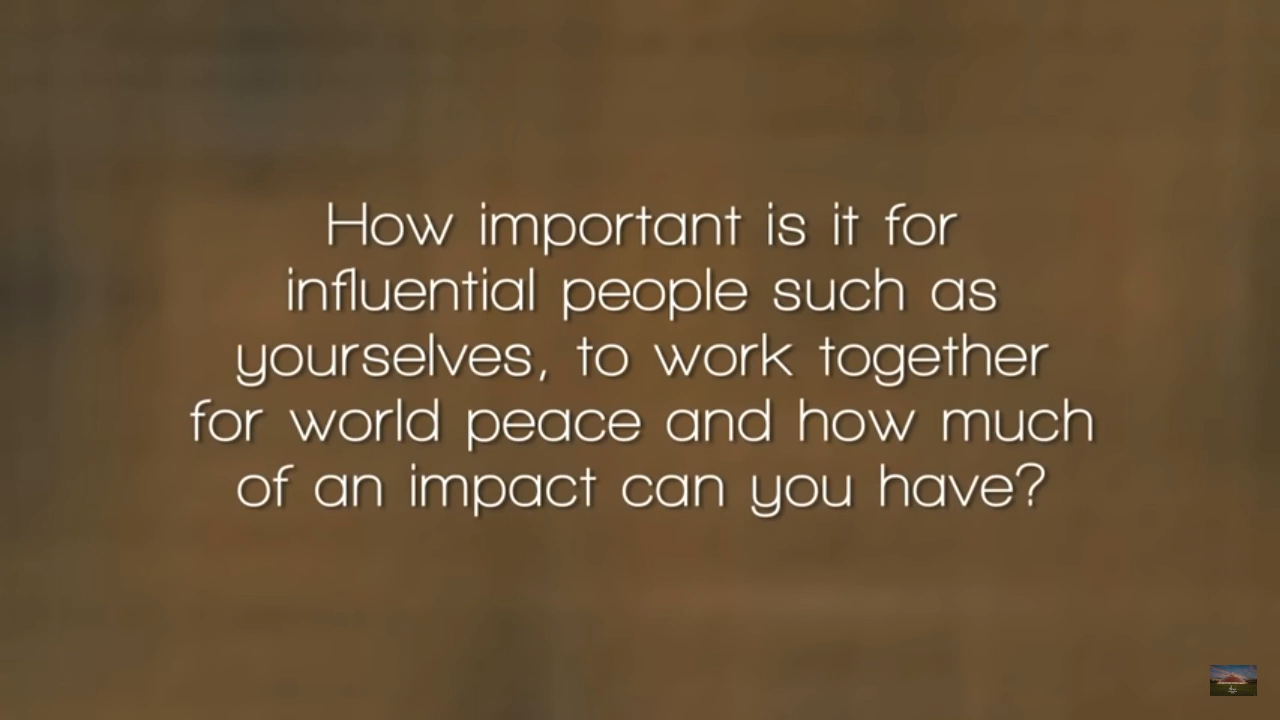 How important is it for
influential people such as
yourselves, to work together
for world peace and how much
of an impact can you have?